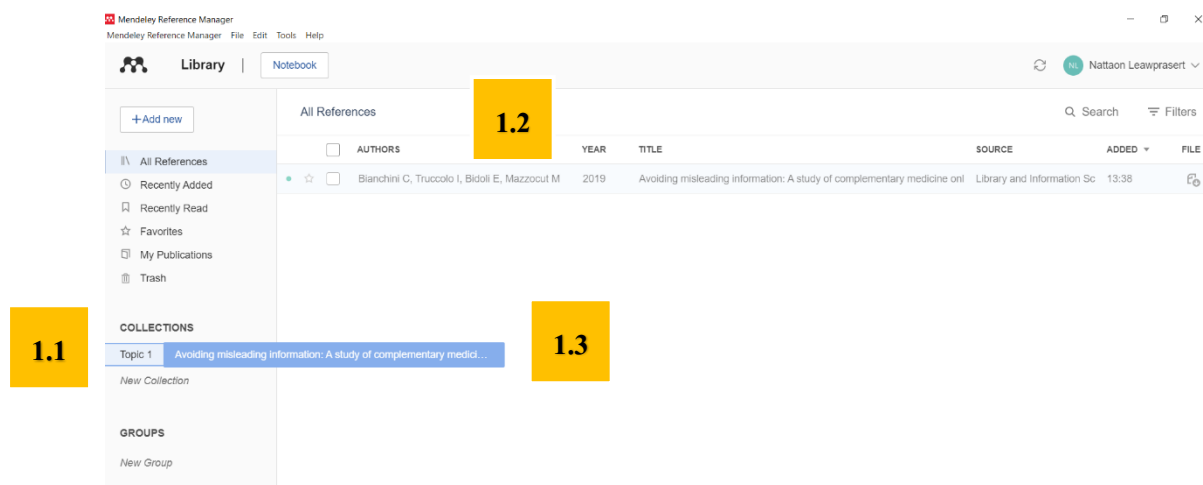 Mendeley Reference Manager
Mendeley Reference Manager File Edit Tools Help
Library | Notebook
NL Nattaon Leawprasert
+Add new
All References
1.2
Search
Filters
AUTHORS YEAR TITLE SOURCE ADDED FILE
All References
Bianchini C, Truccolo I, Bidoli E, Mazzocut M 2019 Avoiding misleading information: A study of complementary medicine onl Library and Information Sc 13:38
Recently Added
Recently Read
Favorites
My Publications
Trash
1.1
COLLECTIONS
Topic 1 Avoiding misleading information: A study of complementary medici...
1.3
New Collection
GROUPS
New Group